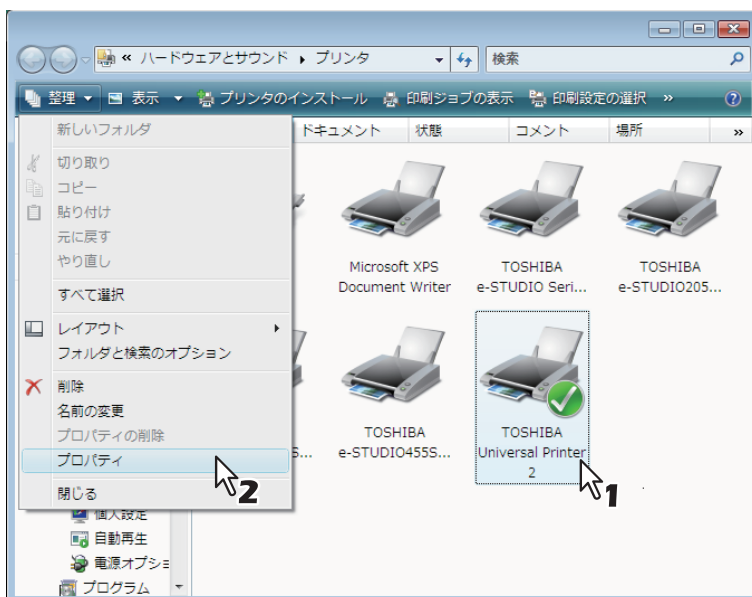 « ハードウェアとサウンド ▸ プリンタ
検索
整理 表示 プリンタのインストール 印刷ジョブの表示 印刷設定の選択 »
ドキュメント 状態 コメント 場所 »
新しいフォルダ
切り取り
コピー
貼り付け
元に戻す
やり直し
すべて選択
レイアウト
フォルダと検索のオプション
削除
名前の変更
プロパティの削除
プロパティ
閉じる
Microsoft XPS
Document Writer
TOSHIBA
e-STUDIO Seri...
TOSHIBA
e-STUDIO205...
S...
TOSHIBA
e-STUDIO455S...
TOSHIBA
Universal Printer
2
1
2
個人設定
自動再生
電源オプショ
プログラム